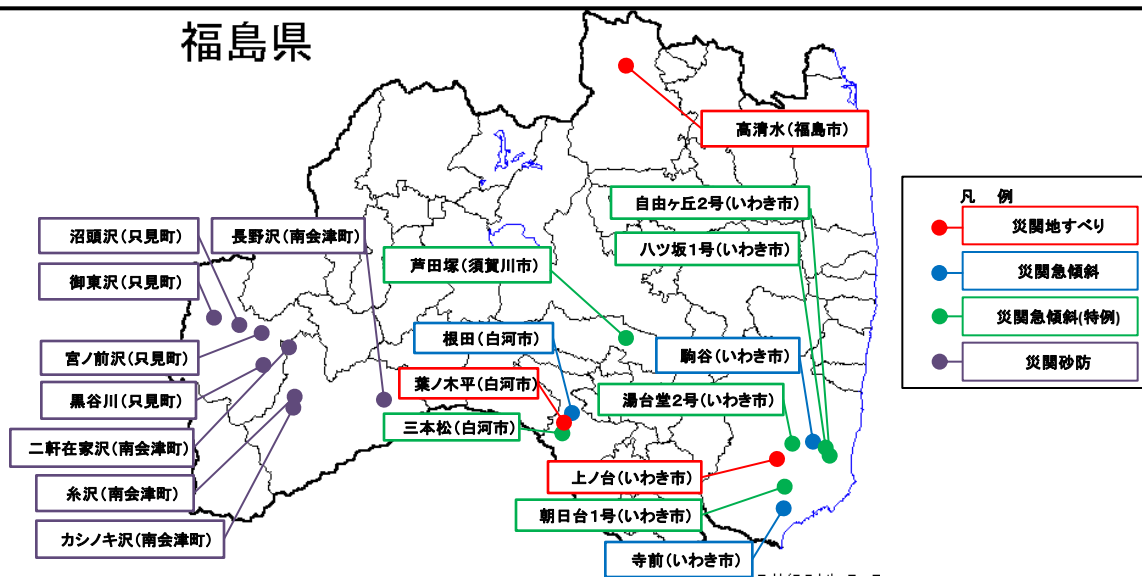 福島県
高清水(福島市)
自由ヶ丘2号(いわき市)
八ツ坂1号(いわき市)
沼頭沢(只見町)
長野沢(南会津町)
芦田塚(須賀川市)
御東沢(只見町)
根田(白河市)
駒谷(いわき市)
宮ノ前沢(只見町)
葉ノ木平(白河市)
黒谷川(只見町)
湯台堂2号(いわき市)
三本松(白河市)
二軒在家沢(南会津町)
上ノ台(いわき市)
糸沢(南会津町)
朝日台1号(いわき市)
カシノキ沢(南会津町)
寺前(いわき市)
凡 例
災関地すべり
災関急傾斜
災関急傾斜(特例)
災関砂防